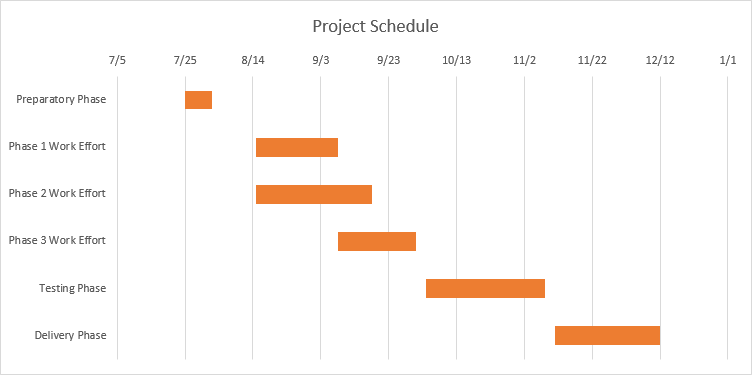 Project Schedule
7/5 7/25 8/14 9/3 9/23 10/13 11/2 11/22 12/12 1/1
Preparatory Phase
Phase 1 Work Effort
Phase 2 Work Effort
Phase 3 Work Effort
Testing Phase
Delivery Phase